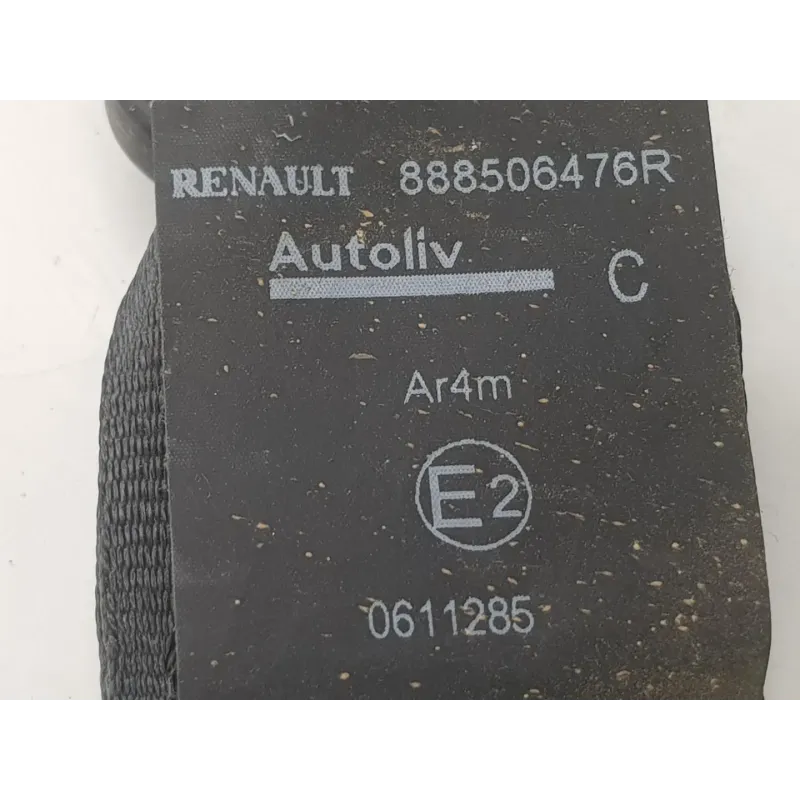 RENAULT 888506476R
Autoliv C
Ar4m
E2
0611285